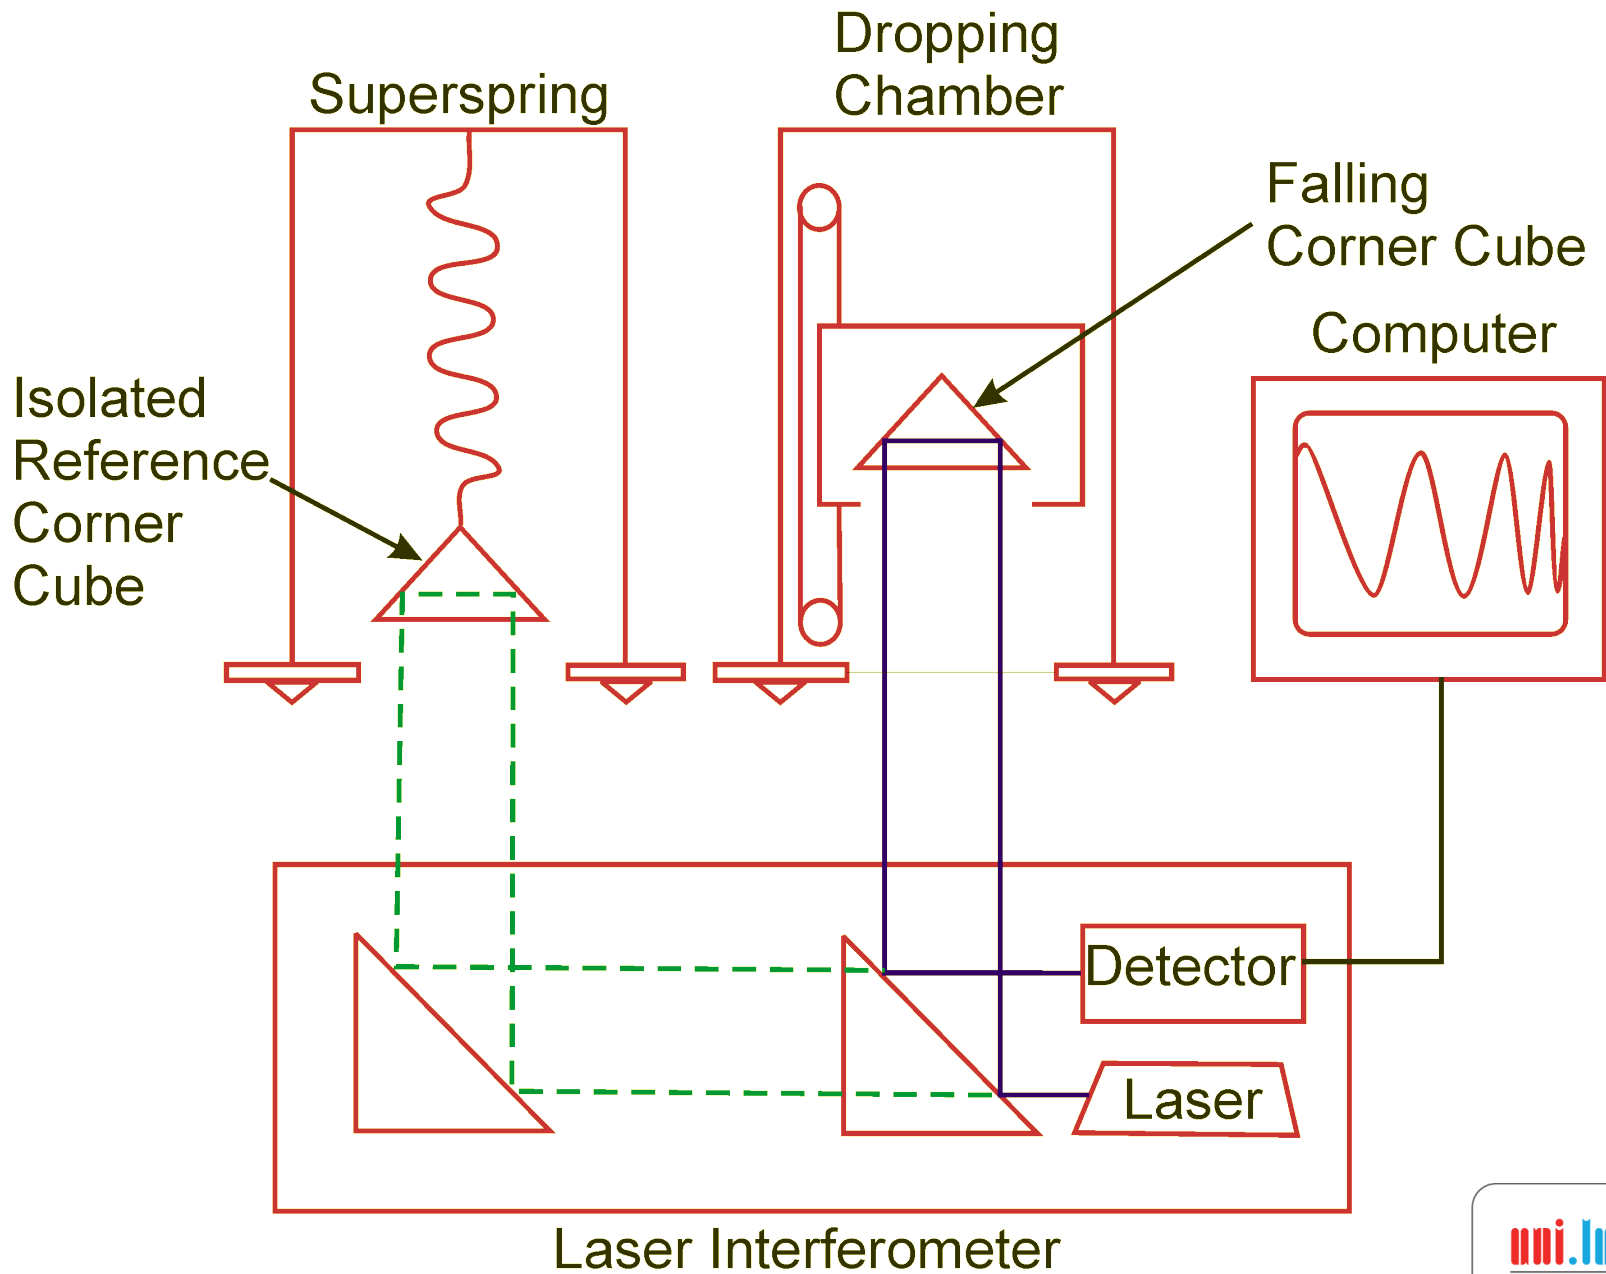 Dropping
Chamber
Superspring
Falling
Corner Cube
Computer
Isolated
Reference
Corner
Cube
Detector
Laser
Laser Interferometer